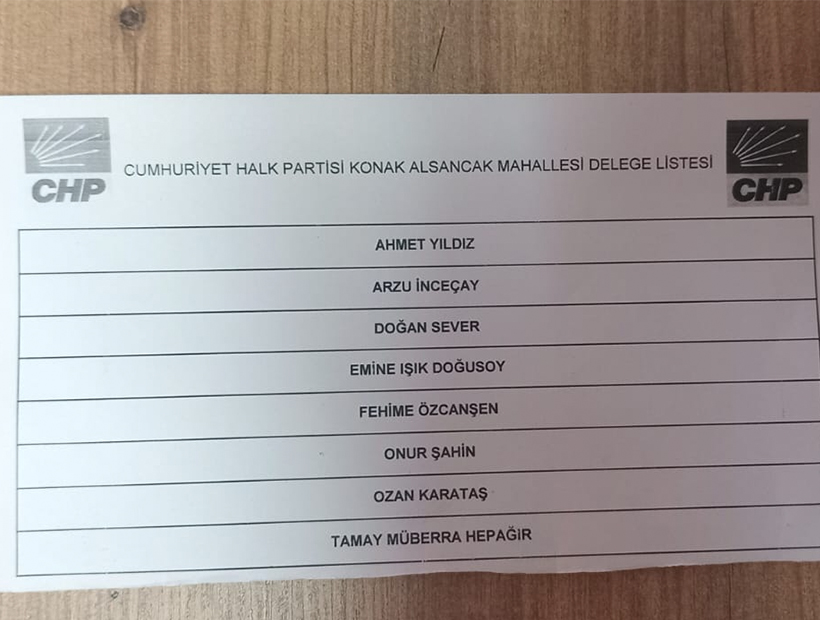 CHP
CUMHURİYET HALK PARTİSİ KONAK ALSANCAK MAHALLESİ DELEGE LİSTESİ
CHP
AHMET YILDIZ
ARZU İNCEÇAY
DOĞAN SEVER
EMİNE IŞIK DOĞUSOY
FEHİME ÖZCANŞEN
ONUR ŞAHİN
OZAN KARATAŞ
TAMAY MÜBERRA HEPAĞIR